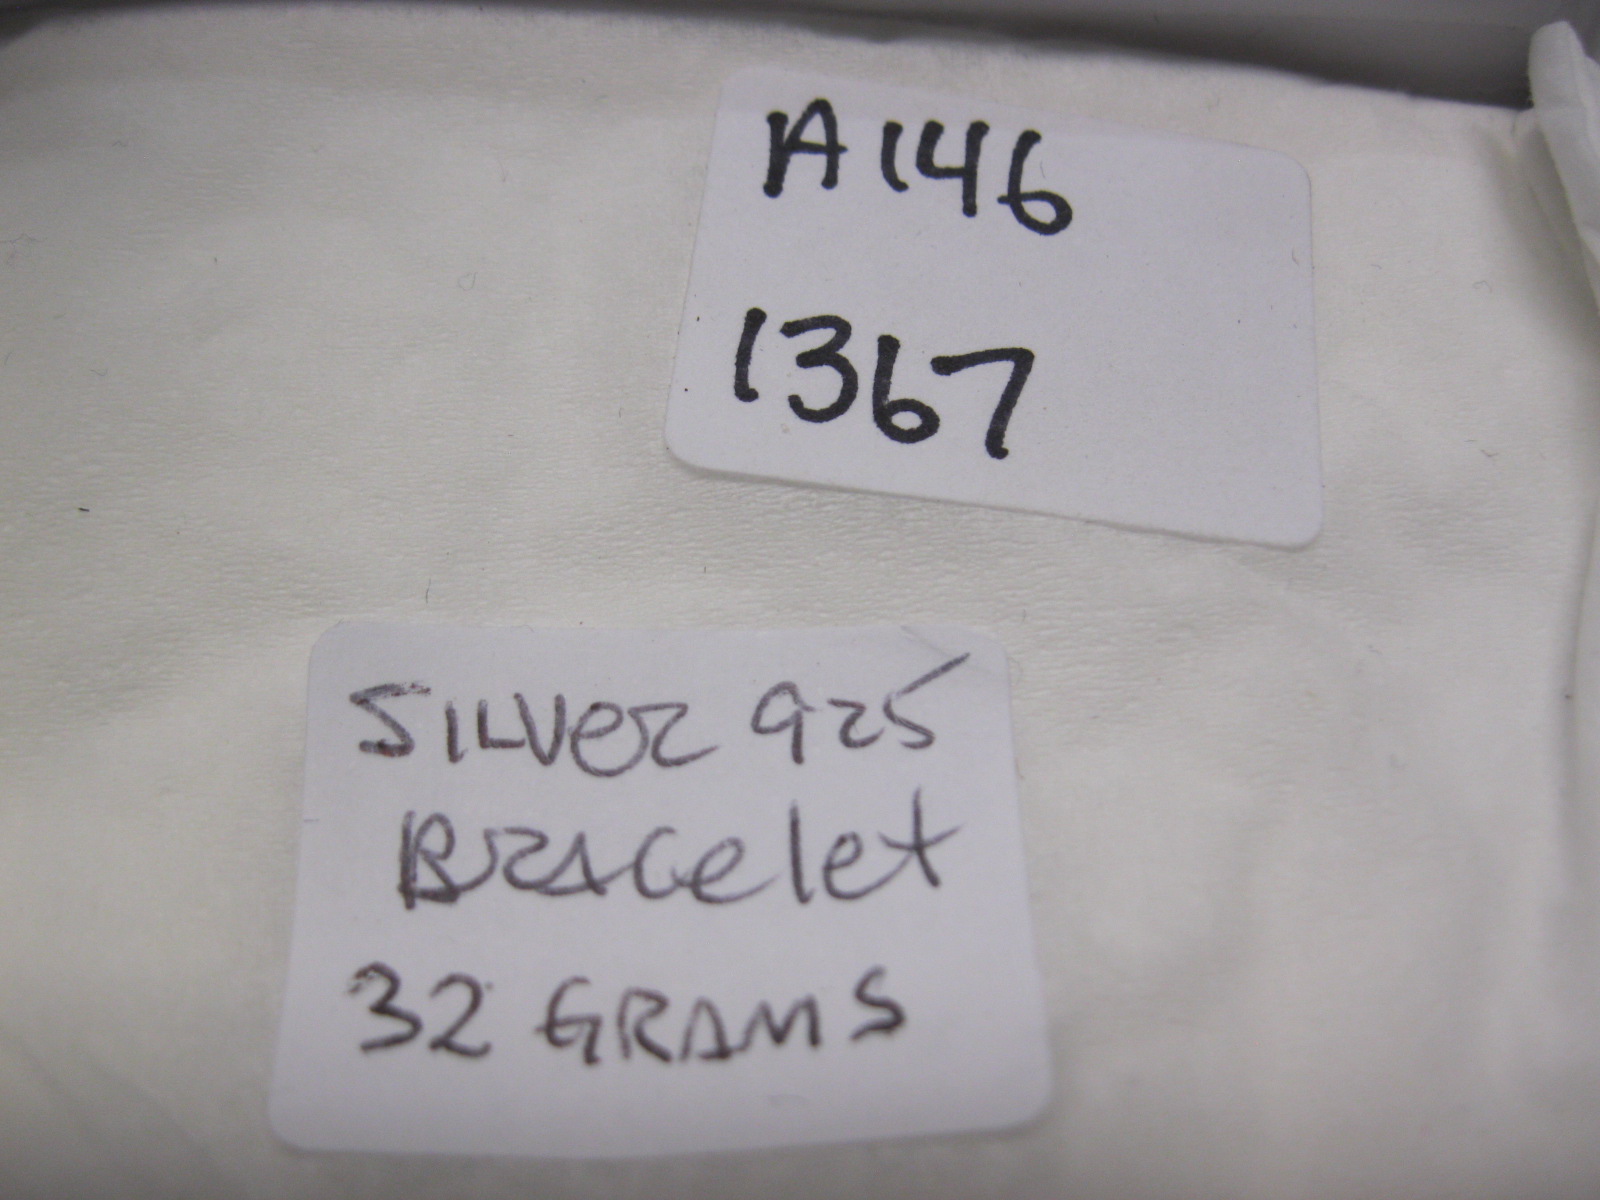 A146
1367
SILVER 925
BRACelet
32 GRAMS